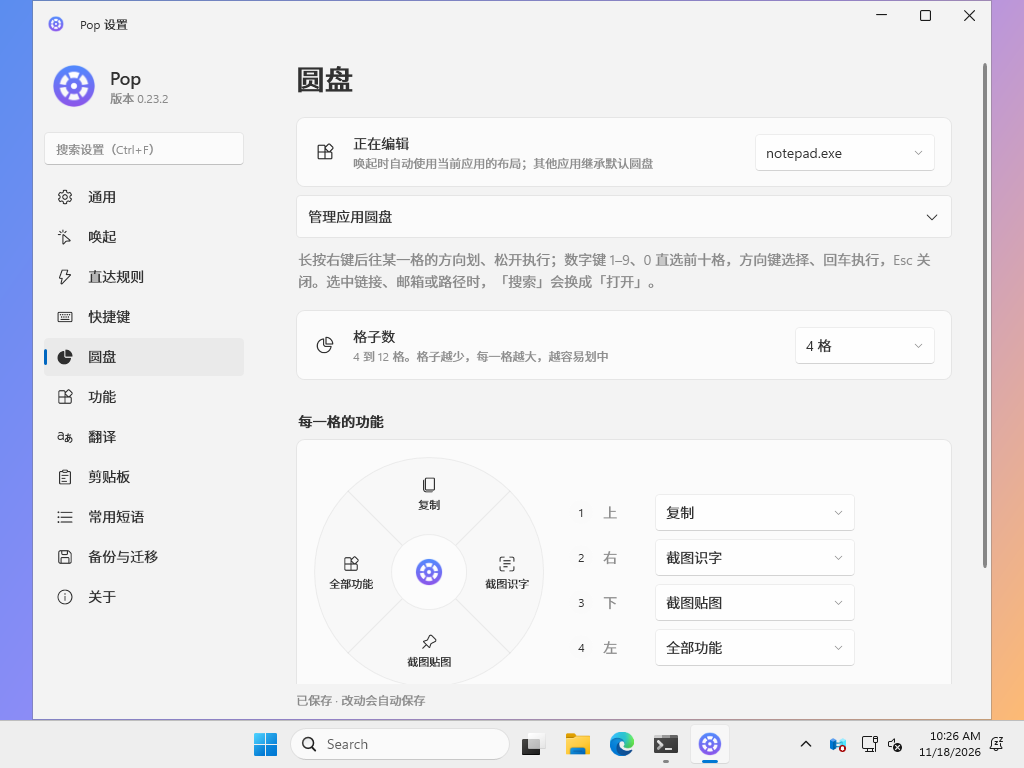 Pop 设置
Pop
版本 0.23.2
搜索设置（Ctrl+F）
通用
唤起
直达规则
快捷键
圆盘
功能
翻译
剪贴板
常用短语
备份与迁移
关于
圆盘
正在编辑
唤起时自动使用当前应用的布局；其他应用继承默认圆盘
notepad.exe
管理应用圆盘
长按右键后往某一格的方向划、松开执行；数字键 1–9、0 直选前十格，方向键选择、回车执行，Esc 关
闭。选中链接、邮箱或路径时，「搜索」会换成「打开」。
格子数
4 到 12 格。格子越少，每一格越大，越容易划中
4 格
每一格的功能
复制
全部功能
截图识字
截图贴图
1 上 复制
2 右 截图识字
3 下 截图贴图
4 左 全部功能
已保存 · 改动会自动保存
Search
10:26 AM
11/18/2026